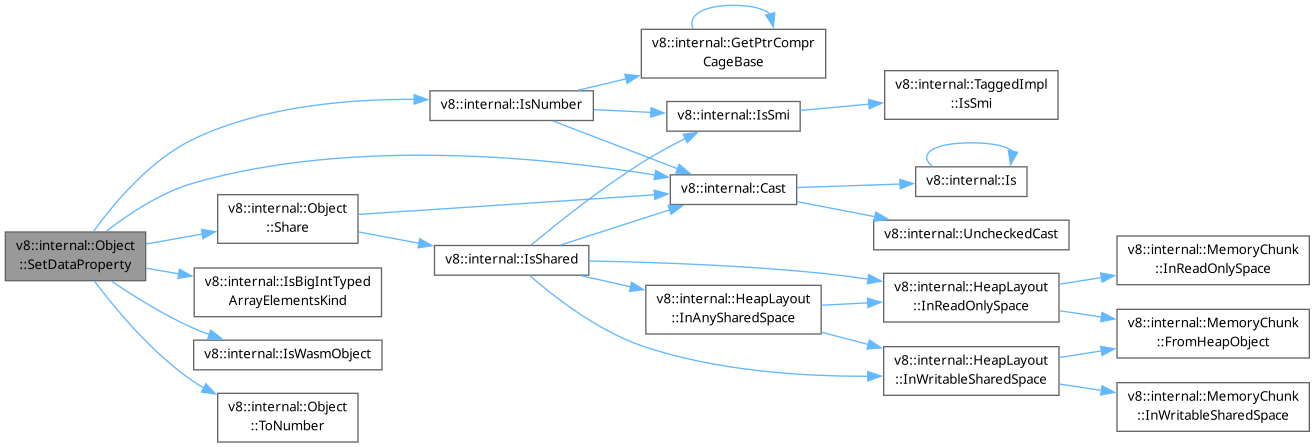 v8::internal::Object
::SetDataProperty
v8::internal::IsNumber
v8::internal::GetPtrCompr
CageBase
v8::internal::IsSmi
v8::internal::TaggedImpl
::IsSmi
v8::internal::Cast
v8::internal::Is
v8::internal::UncheckedCast
v8::internal::Object
::Share
v8::internal::IsShared
v8::internal::HeapLayout
::InAnySharedSpace
v8::internal::HeapLayout
::InReadOnlySpace
v8::internal::MemoryChunk
::InReadOnlySpace
v8::internal::MemoryChunk
::FromHeapObject
v8::internal::HeapLayout
::InWritableSharedSpace
v8::internal::MemoryChunk
::InWritableSharedSpace
v8::internal::IsBigIntTyped
ArrayElementsKind
v8::internal::IsWasmObject
v8::internal::Object
::ToNumber